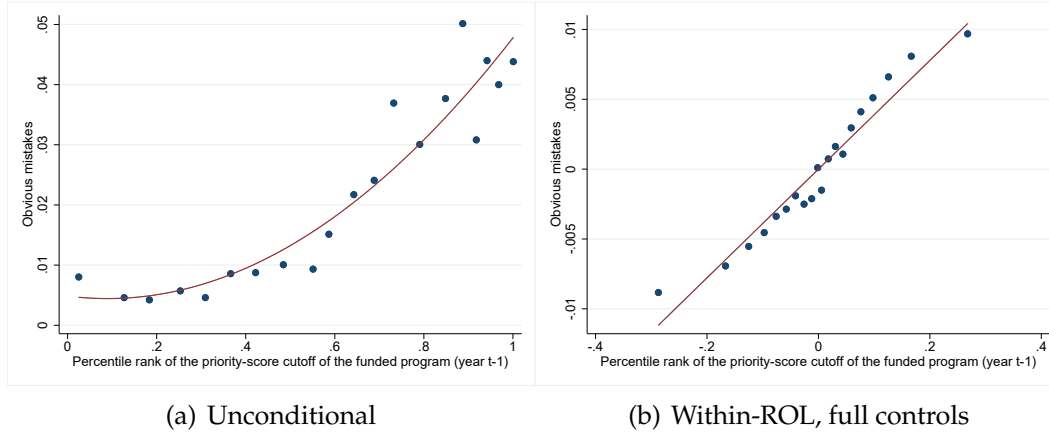 .05
.04
.03
.02
.01
0
Obvious mistakes
0 .2 .4 .6 .8 1
Percentile rank of the priority-score cutoff of the funded program (year t-1)
(a) Unconditional
.01
.005
0
-.005
-.01
Obvious mistakes
-.4 -.2 0 .2 .4
Percentile rank of the priority-score cutoff of the funded program (year t-1)
(b) Within-ROL, full controls